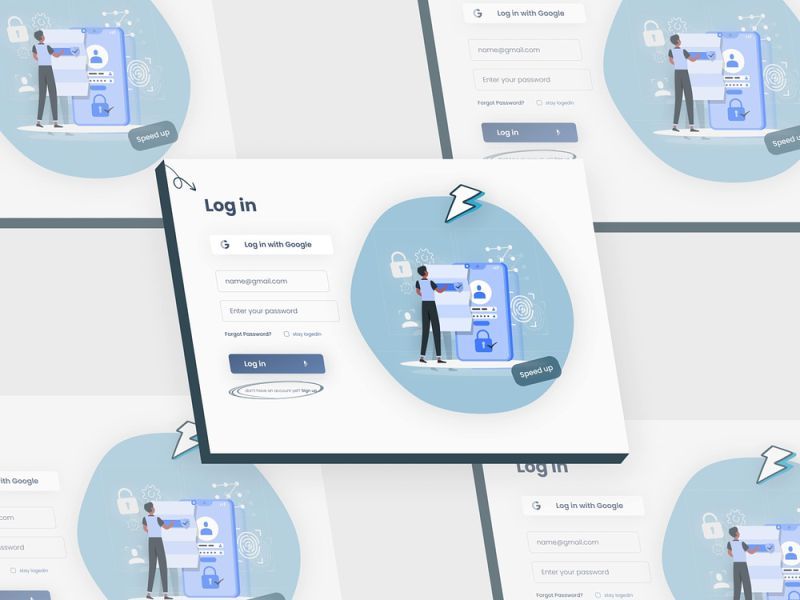 Log in with Google
name@gmail.com
Enter your password
Forgot Password?
stay logedin
Log in
Speed up
Speed up
Log in
Log in with Google
name@gmail.com
Enter your password
Forgot Password?
stay logedin
Log in
don't have an account yet? Sign up
Speed up
with Google
.com
ssword
stay logedin
Log in
Log in with Google
name@gmail.com
Enter your password
Forgot Password?
stay logedin